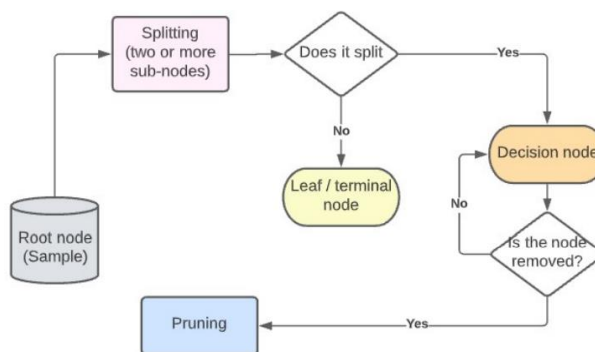 Splitting
(two or more
sub-nodes)
Does it split
Yes
No
Decision node
Leaf / terminal
node
No
Root node
(Sample)
Is the node
removed?
Pruning
Yes